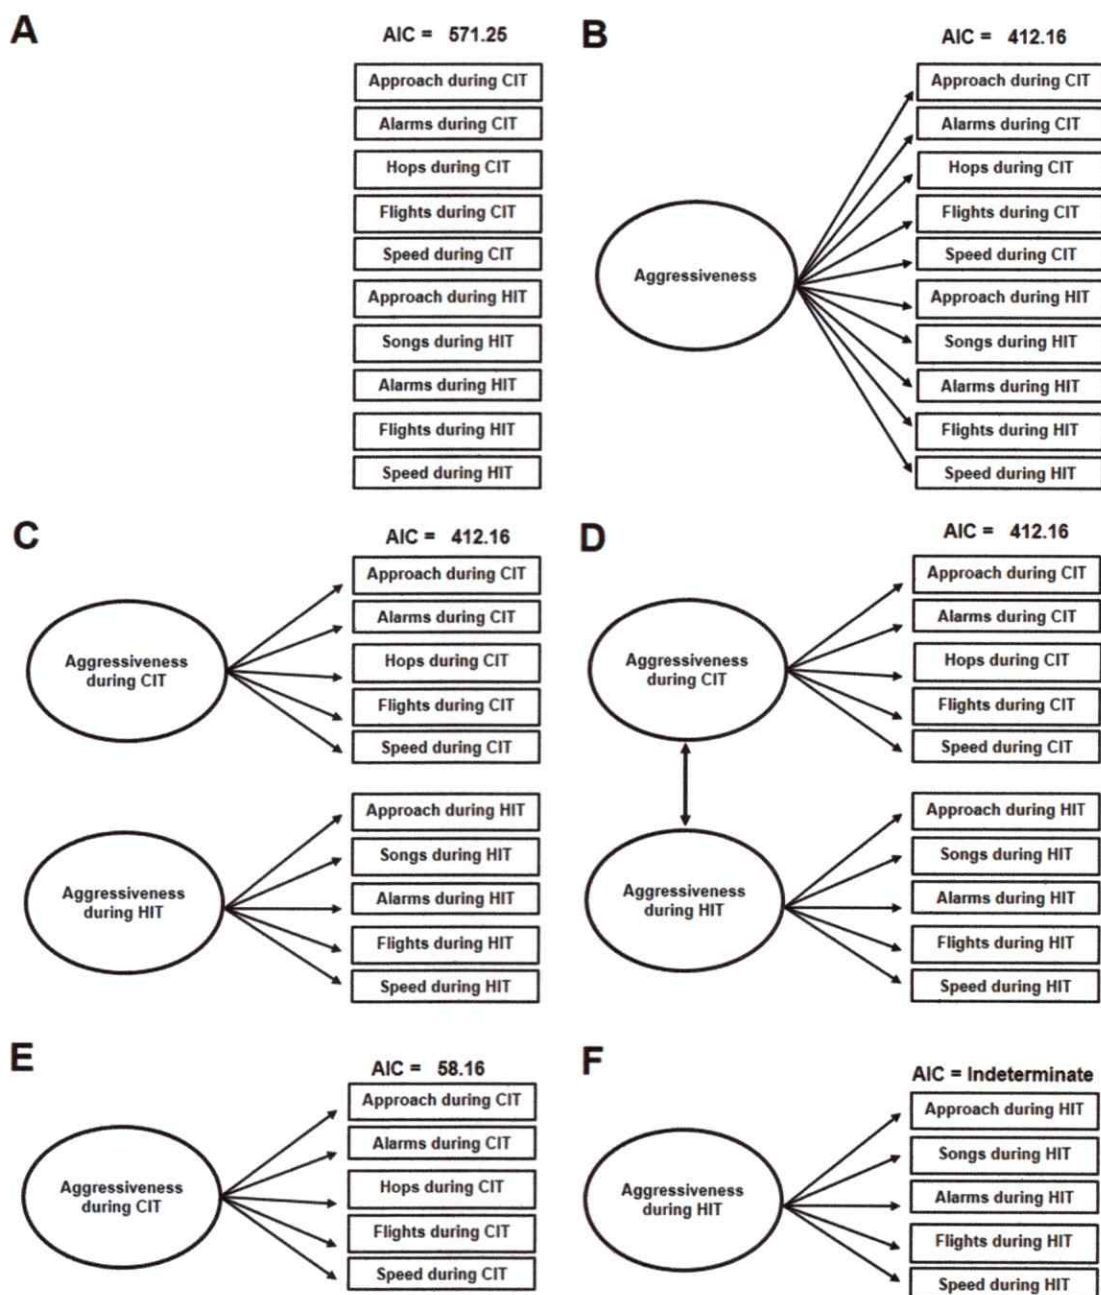 A
AIC = 571.25
Approach during CIT
Alarms during CIT
Hops during CIT
Flights during CIT
Speed during CIT
Approach during HIT
Songs during HIT
Alarms during HIT
Flights during HIT
Speed during HIT
B
AIC = 412.16
Aggressiveness
Approach during CIT
Alarms during CIT
Hops during CIT
Flights during CIT
Speed during CIT
Approach during HIT
Songs during HIT
Alarms during HIT
Flights during HIT
Speed during HIT
C
AIC = 412.16
Aggressiveness
during CIT
Approach during CIT
Alarms during CIT
Hops during CIT
Flights during CIT
Speed during CIT
Aggressiveness
during HIT
Approach during HIT
Songs during HIT
Alarms during HIT
Flights during HIT
Speed during HIT
D
AIC = 412.16
Aggressiveness
during CIT
Approach during CIT
Alarms during CIT
Hops during CIT
Flights during CIT
Speed during CIT
Aggressiveness
during HIT
Approach during HIT
Songs during HIT
Alarms during HIT
Flights during HIT
Speed during HIT
E
AIC = 58.16
Aggressiveness
during CIT
Approach during CIT
Alarms during CIT
Hops during CIT
Flights during CIT
Speed during CIT
F
AIC = Indeterminate
Aggressiveness
during HIT
Approach during HIT
Songs during HIT
Alarms during HIT
Flights during HIT
Speed during HIT